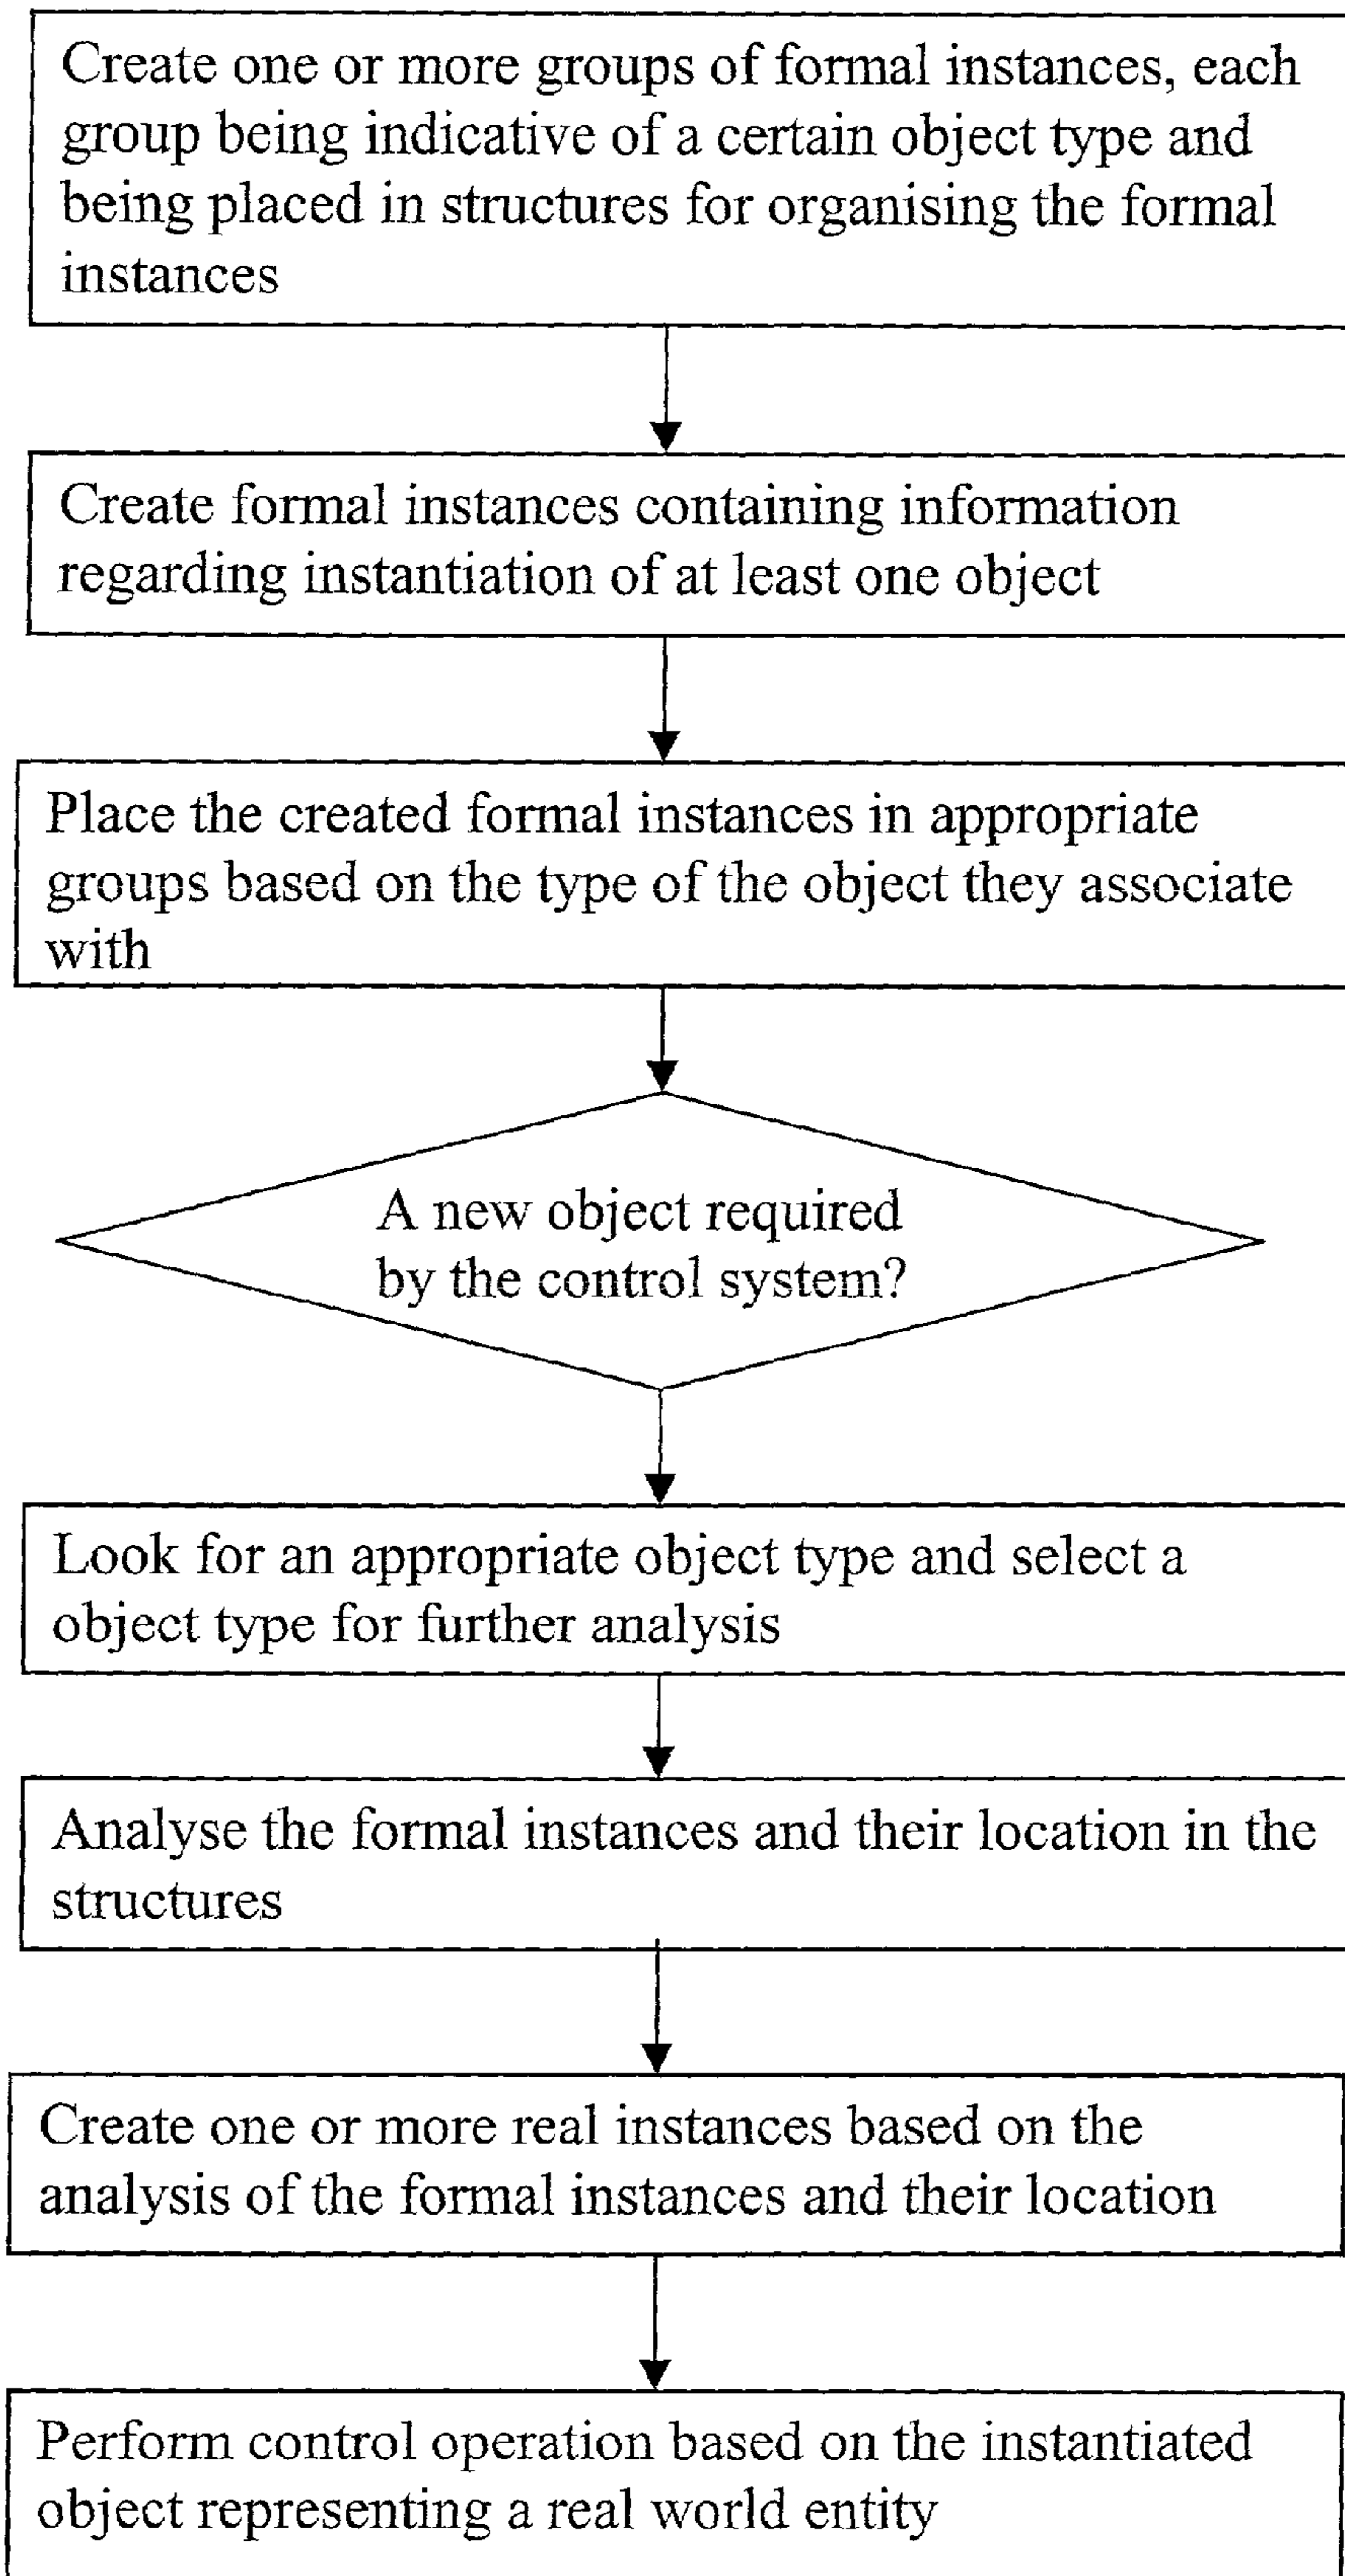 Create one or more groups of formal instances, each
group being indicative of a certain object type and
being placed in structures for organising the formal
instances
Create formal instances containing information
regarding instantiation of at least one object
Place the created formal instances in appropriate
groups based on the type of the object they associate
with
A new object required
by the control system?
Look for an appropriate object type and select a
object type for further analysis
Analyse the formal instances and their location in the
structures
Create one or more real instances based on the
analysis of the formal instances and their location
Perform control operation based on the instantiated
object representing a real world entity